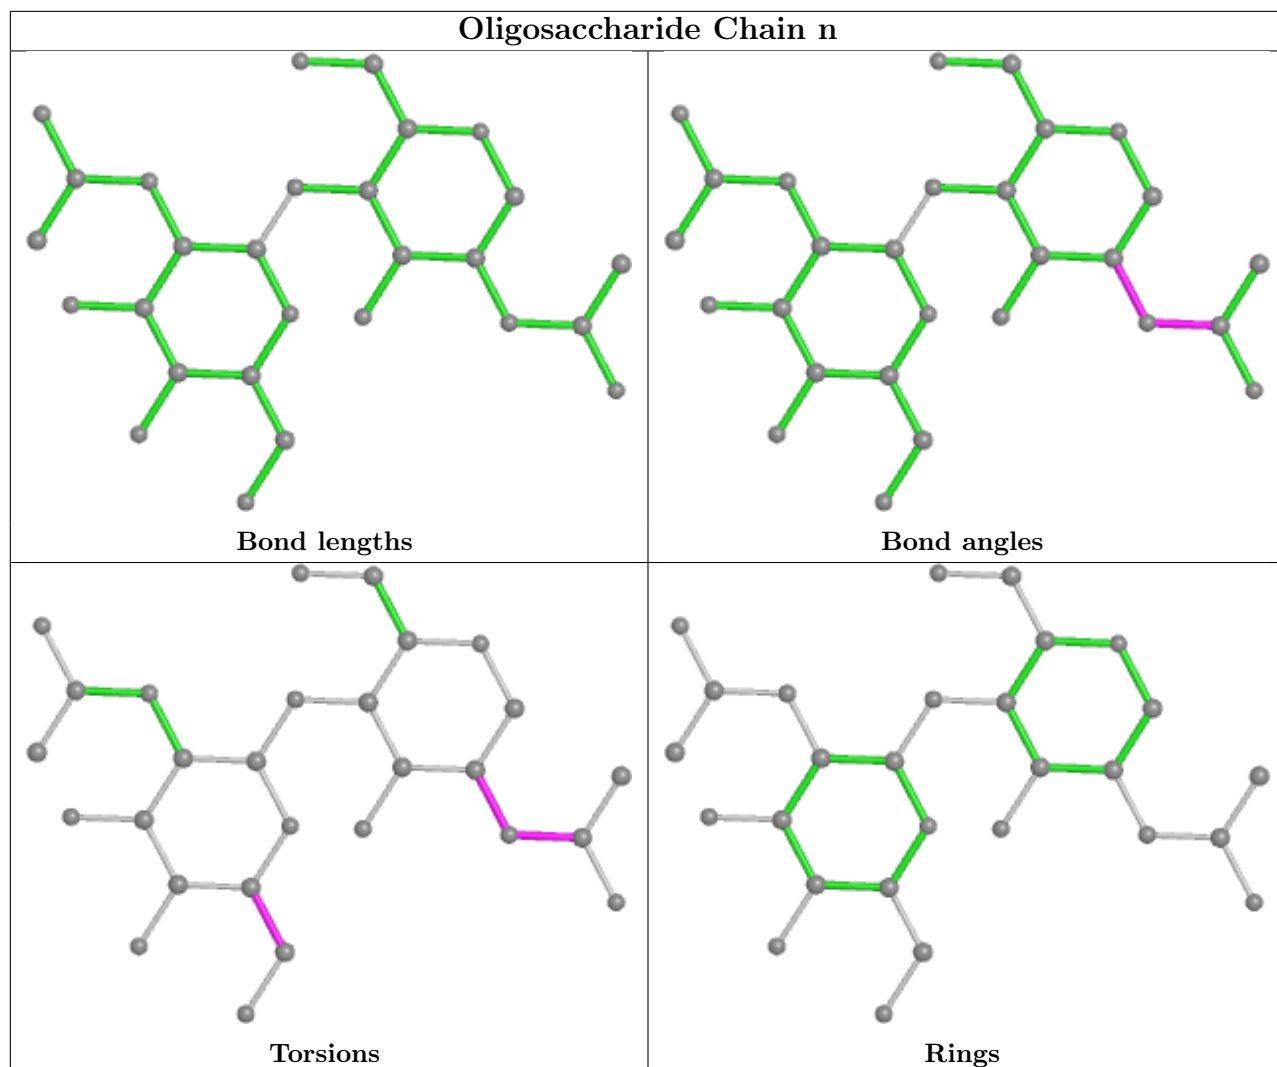 Oligosaccharide Chain n
Bond lengths
Bond angles
Torsions
Rings